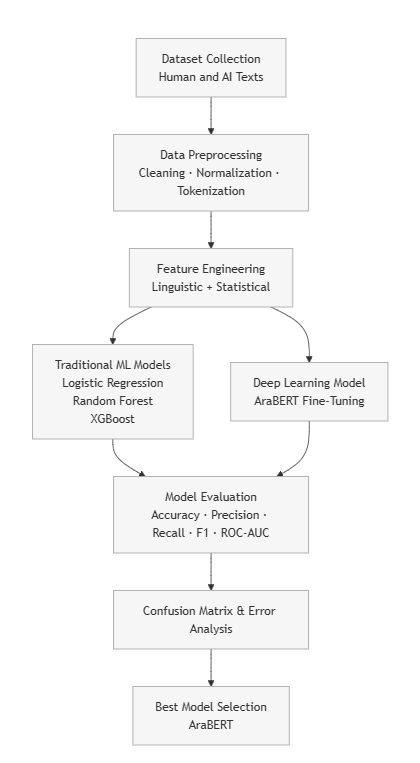 Dataset Collection
Human and AI Texts
Data Preprocessing
Cleaning · Normalization ·
Tokenization
Feature Engineering
Linguistic + Statistical
Traditional ML Models
Logistic Regression
Random Forest
XGBoost
Deep Learning Model
AraBERT Fine-Tuning
Model Evaluation
Accuracy · Precision ·
Recall · F1 · ROC-AUC
Confusion Matrix & Error
Analysis
Best Model Selection
AraBERT